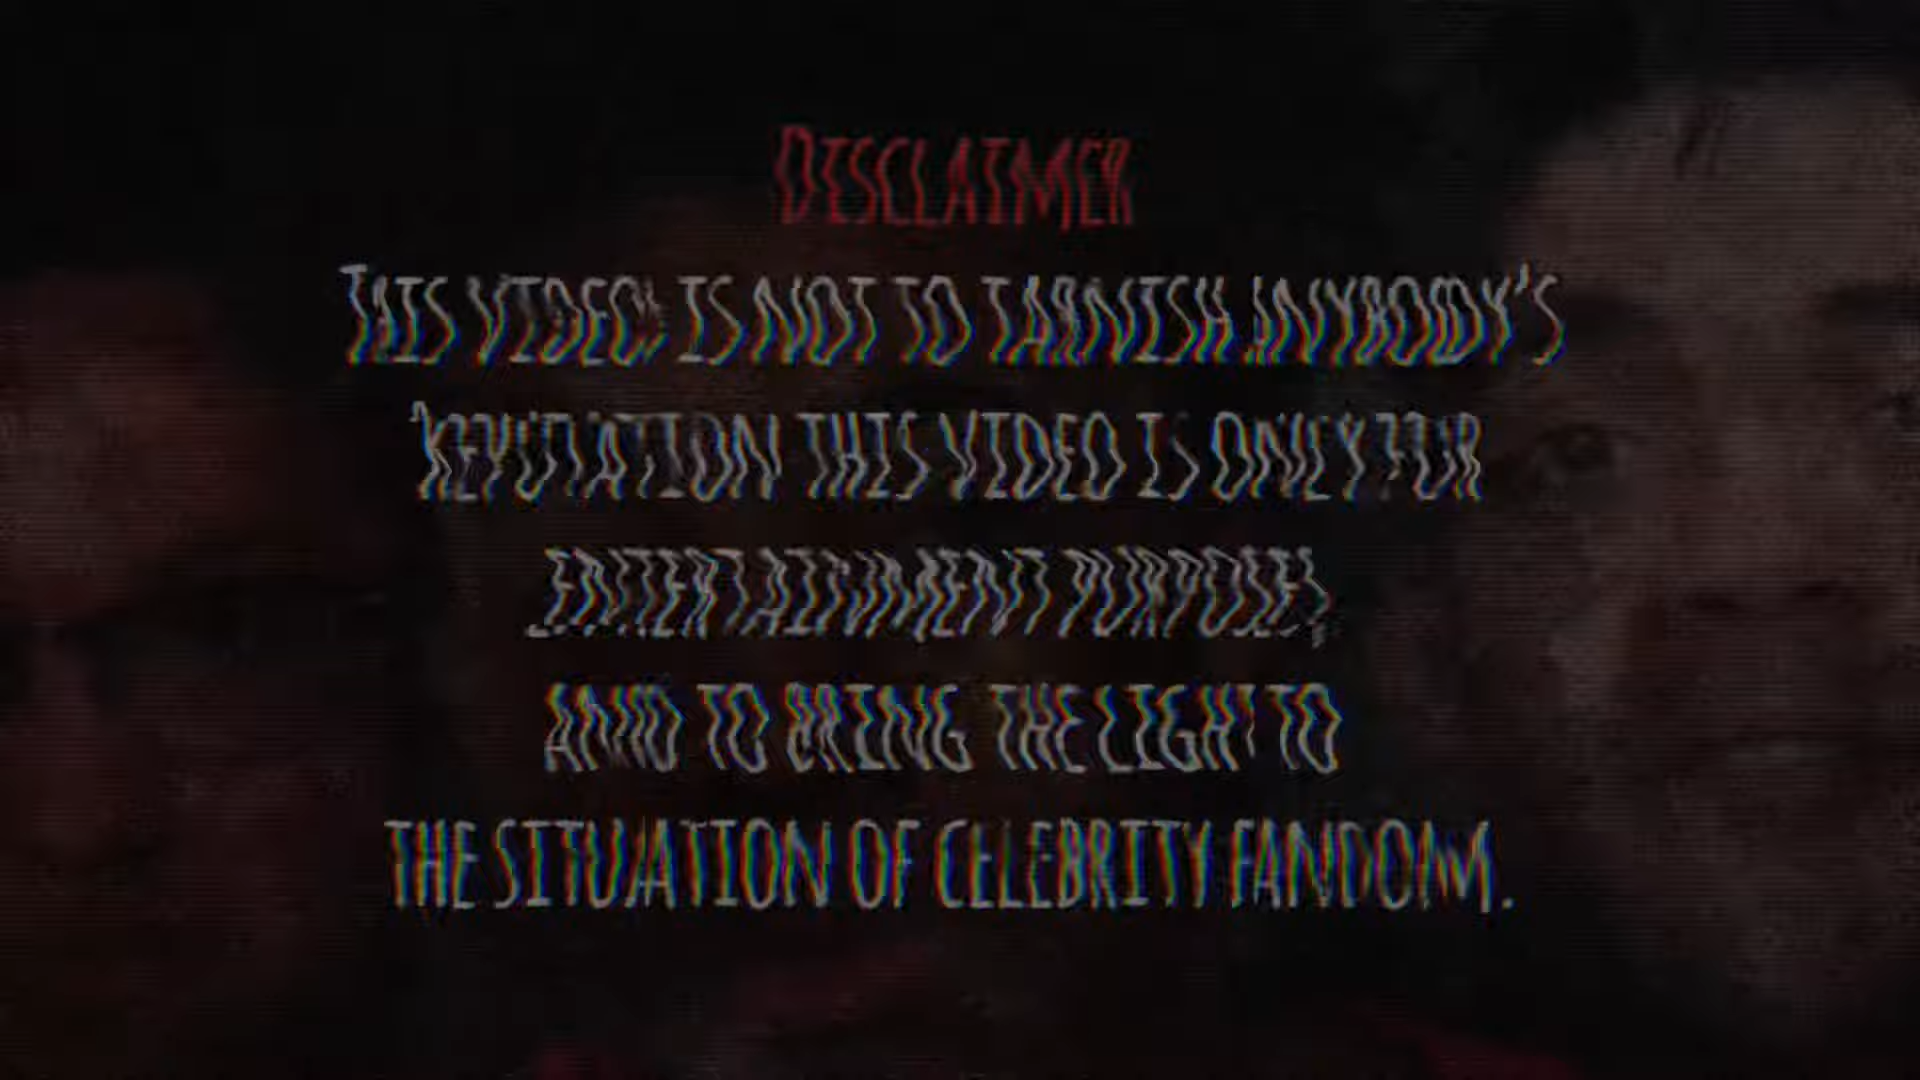 Disclaimer
This video is not to tarnish anybody's
Reputation this video is only for
entertainment purposes,
and to bring the light to
the situation of celebrity fandom.